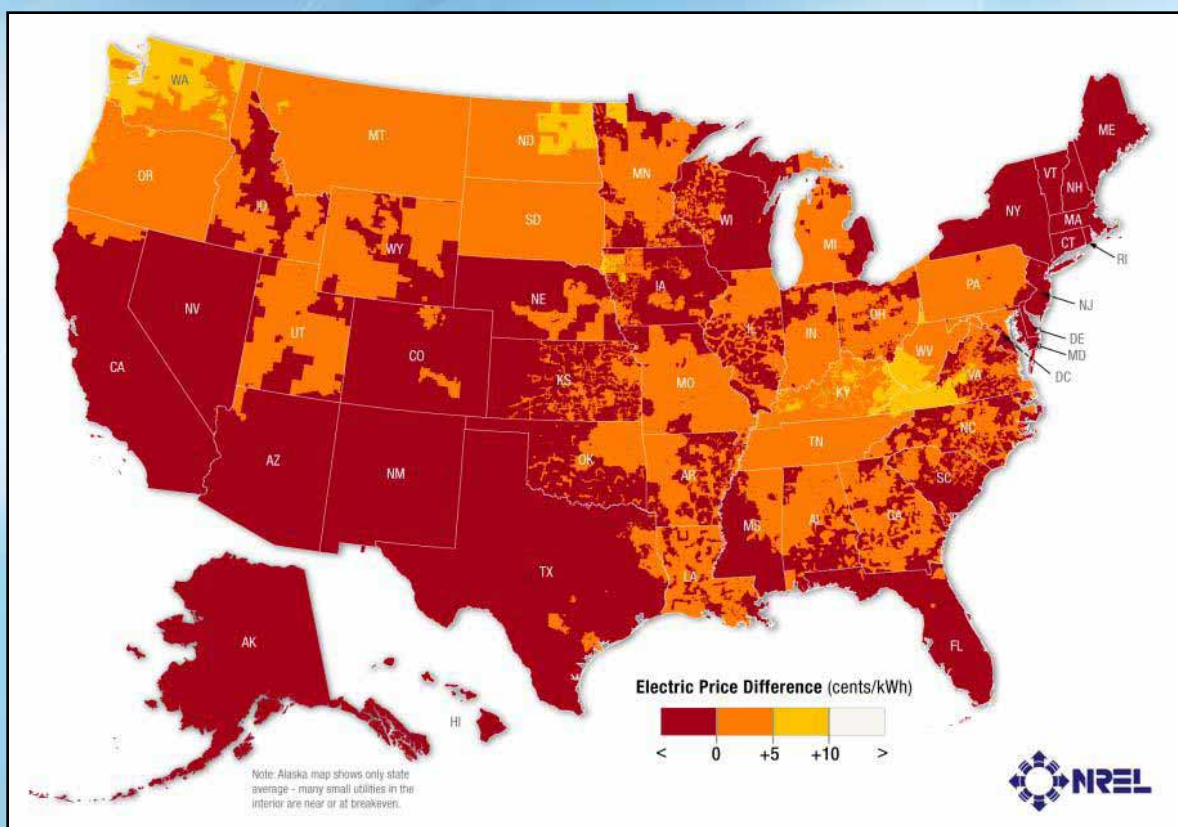 WA
MT
ND
MN
ME
VT
NH
OR
ID
SD
WI
NY
MA
CT
RI
WY
MI
NV
NE
IA
PA
NJ
UT
CO
IL
IN
OH
DE
MD
DC
CA
KS
MO
WV
VA
KY
TN
NC
AZ
NM
OK
AR
SC
MS
AL
GA
TX
LA
FL
AK
HI
Electric Price Difference (cents/kWh)
< 0 +5 +10 >
Note: Alaska map shows only state
average - many small utilities in the
interior are near or at breakeven.
NREL